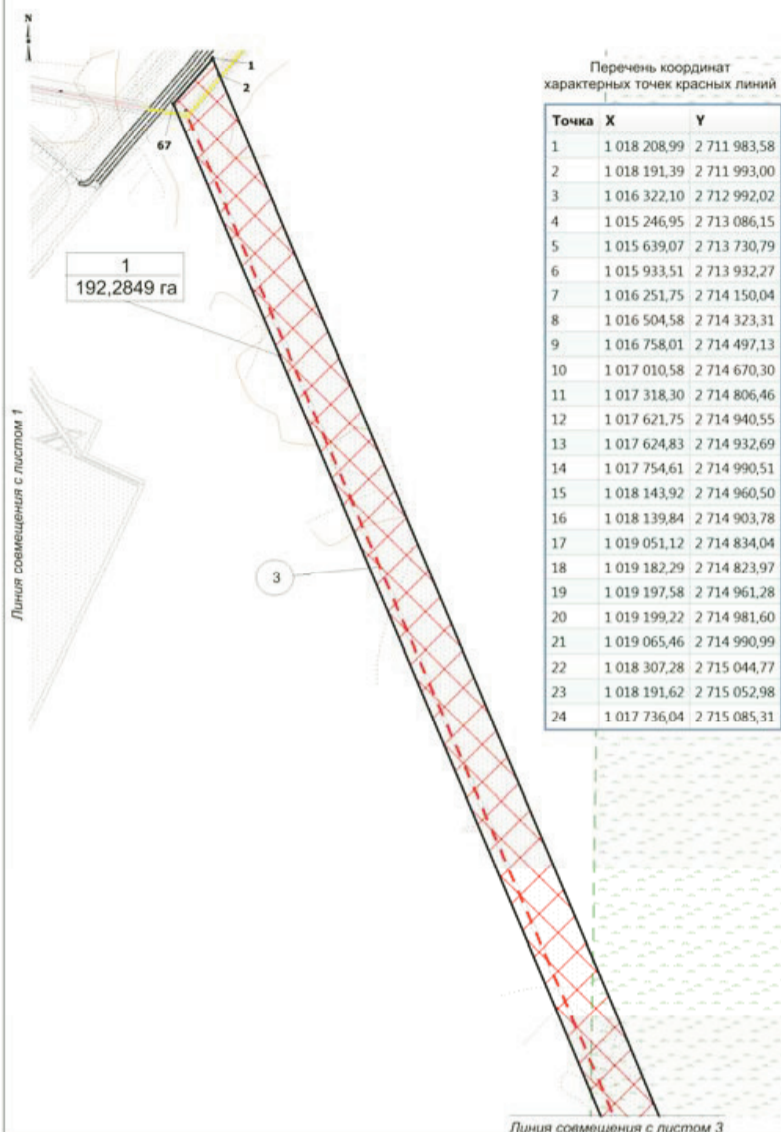 N
1
2
67
1
192,2849 га
Линия совмещения с листом 1
3
Перечень координат
характерных точек красных линий
Точка X Y
1 1 018 208,99 2 711 983,58
2 1 018 191,39 2 711 993,00
3 1 016 322,10 2 712 992,02
4 1 015 246,95 2 713 086,15
5 1 015 639,07 2 713 730,79
6 1 015 933,51 2 713 932,27
7 1 016 251,75 2 714 150,04
8 1 016 504,58 2 714 323,31
9 1 016 758,01 2 714 497,13
10 1 017 010,58 2 714 670,30
11 1 017 318,30 2 714 806,46
12 1 017 621,75 2 714 940,55
13 1 017 624,83 2 714 932,69
14 1 017 754,61 2 714 990,51
15 1 018 143,92 2 714 960,50
16 1 018 139,84 2 714 903,78
17 1 019 051,12 2 714 834,04
18 1 019 182,29 2 714 823,97
19 1 019 197,58 2 714 961,28
20 1 019 199,22 2 714 981,60
21 1 019 065,46 2 714 990,99
22 1 018 307,28 2 715 044,77
23 1 018 191,62 2 715 052,98
24 1 017 736,04 2 715 085,31
Линия совмещения с листом 3